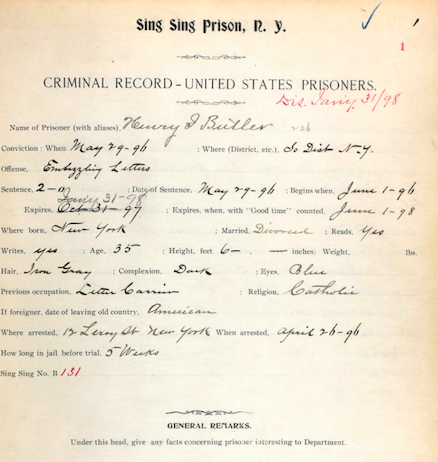 1
Sing Sing Prison, N. Y.
1
CRIMINAL RECORD—UNITED STATES PRISONERS.
Dis. Jan'y 31/98
Name of Prisoner (with aliases), Henry J Butler 236
Conviction: When May 29-96 ; Where (District, etc.), So Dist N.Y.
Offense, Embizzling Letters
Sentence, 2-0 ; Date of Sentence, May 29-96 ; Begins when, June 1-96
Jan'y 31-98
Expires, Oct 31-97 ; Expires, when, with "Good time" counted, June 1-98
Where born, New York ; Married, Divorced ; Reads, Yes
Writes, yes ; Age, 35 ; Height, feet 6- . — inches; Weight, lbs.
Hair, Iron Gray ; Complexion, Dark ; Eyes, Blue
Previous occupation, Letter Carrier ; Religion, Catholic
If foreigner, date of leaving old country, American
Where arrested, 12 Leroy St New York When arrested, April 26-96
How long in jail before trial, 5 Weeks
Sing Sing No. B 131
GENERAL REMARKS.
Under this head, give any facts concerning prisoner interesting to Department.